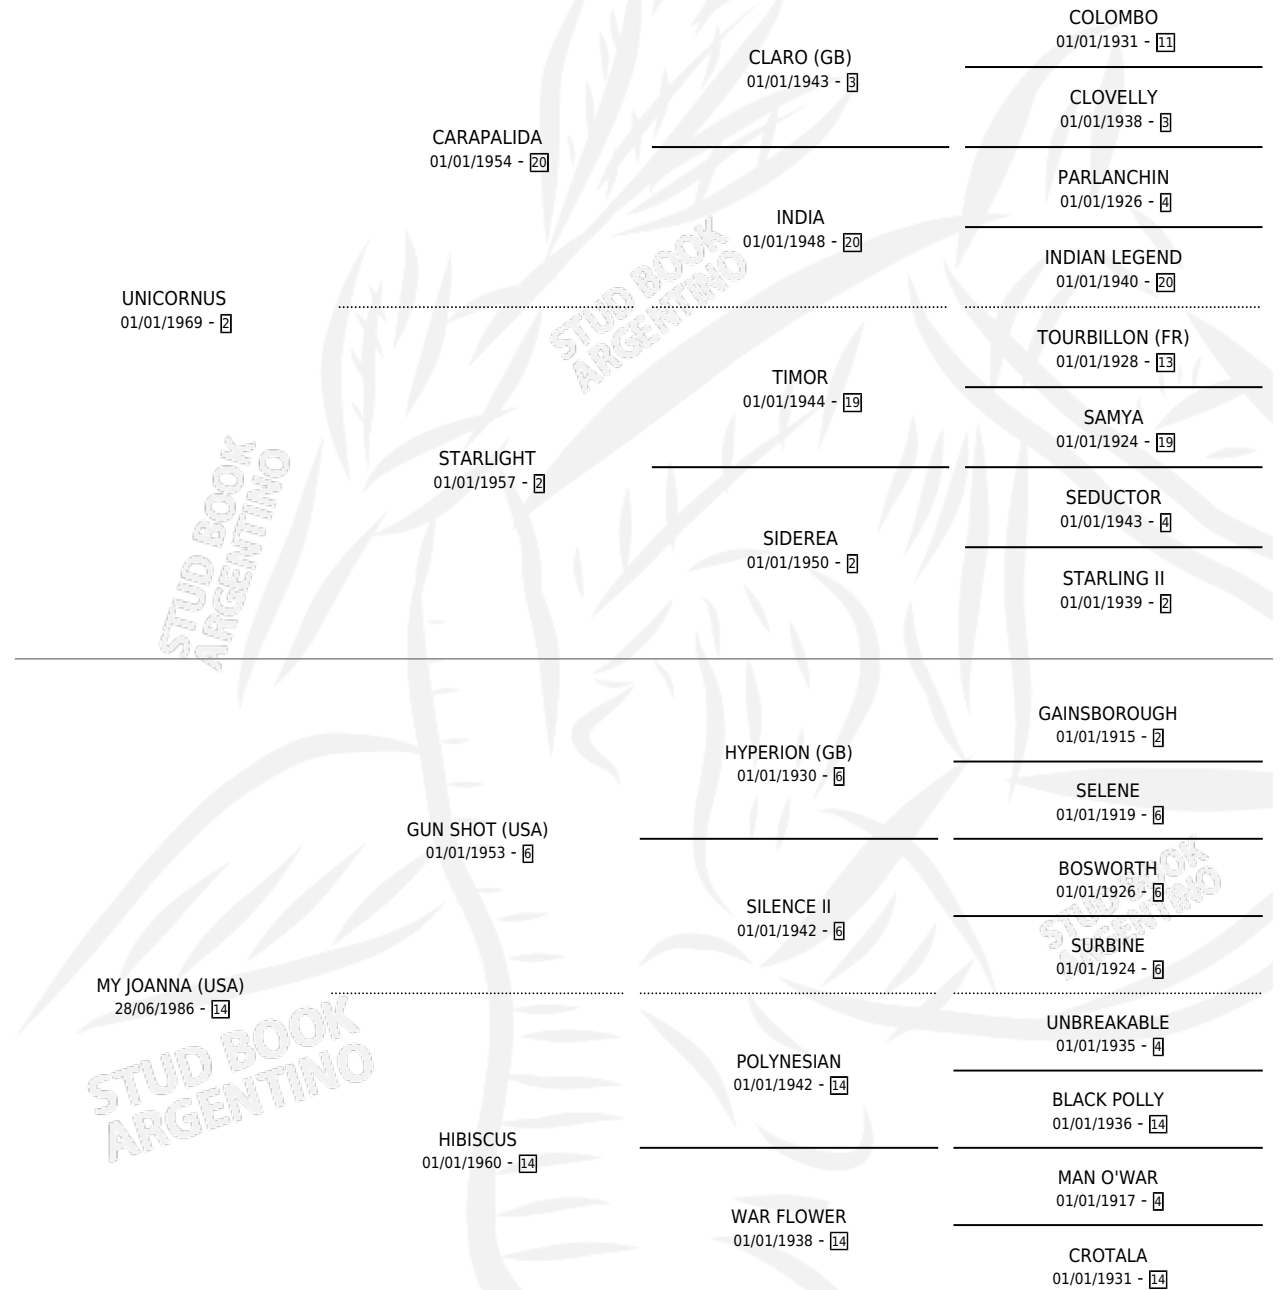 COLOMBO
01/01/1931 - 11
CLARO (GB)
01/01/1943 - 3
CLOVELLY
01/01/1938 - 3
CARAPALIDA
01/01/1954 - 20
PARLANCHIN
01/01/1926 - 4
INDIA
01/01/1948 - 20
INDIAN LEGEND
01/01/1940 - 20
UNICORNUS
01/01/1969 - 2
TOURBILLON (FR)
01/01/1928 - 13
TIMOR
01/01/1944 - 19
SAMYA
01/01/1924 - 19
STARLIGHT
01/01/1957 - 2
SEDUCTOR
01/01/1943 - 4
SIDEREA
01/01/1950 - 2
STARLING II
01/01/1939 - 2
STUD BOOK
ARGENTINO
STUD BOOK
ARGENTINO
GAINSBOROUGH
01/01/1915 - 2
HYPERION (GB)
01/01/1930 - 6
SELENE
01/01/1919 - 6
GUN SHOT (USA)
01/01/1953 - 6
BOSWORTH
01/01/1926 - 6
SILENCE II
01/01/1942 - 6
SURBINE
01/01/1924 - 6
MY JOANNA (USA)
28/06/1986 - 14
UNBREAKABLE
01/01/1935 - 4
POLYNESIAN
01/01/1942 - 14
BLACK POLLY
01/01/1936 - 14
HIBISCUS
01/01/1960 - 14
MAN O'WAR
01/01/1917 - 4
WAR FLOWER
01/01/1938 - 14
CROTALA
01/01/1931 - 14
STUD BOOK
ARGENTINO
STUD BOOK
ARGENTINO